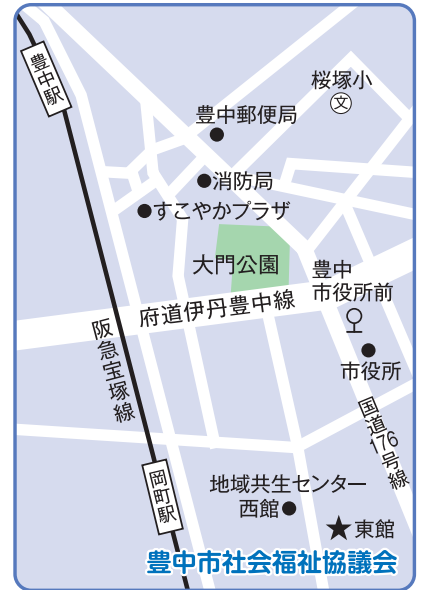 豊中駅
桜塚小
文
豊中郵便局
消防局
すこやかプラザ
大門公園
豊中
市役所前
府道伊丹豊中線
阪急宝塚線
市役所
国道176号線
岡町駅
地域共生センター
西館
東館
豊中市社会福祉協議会